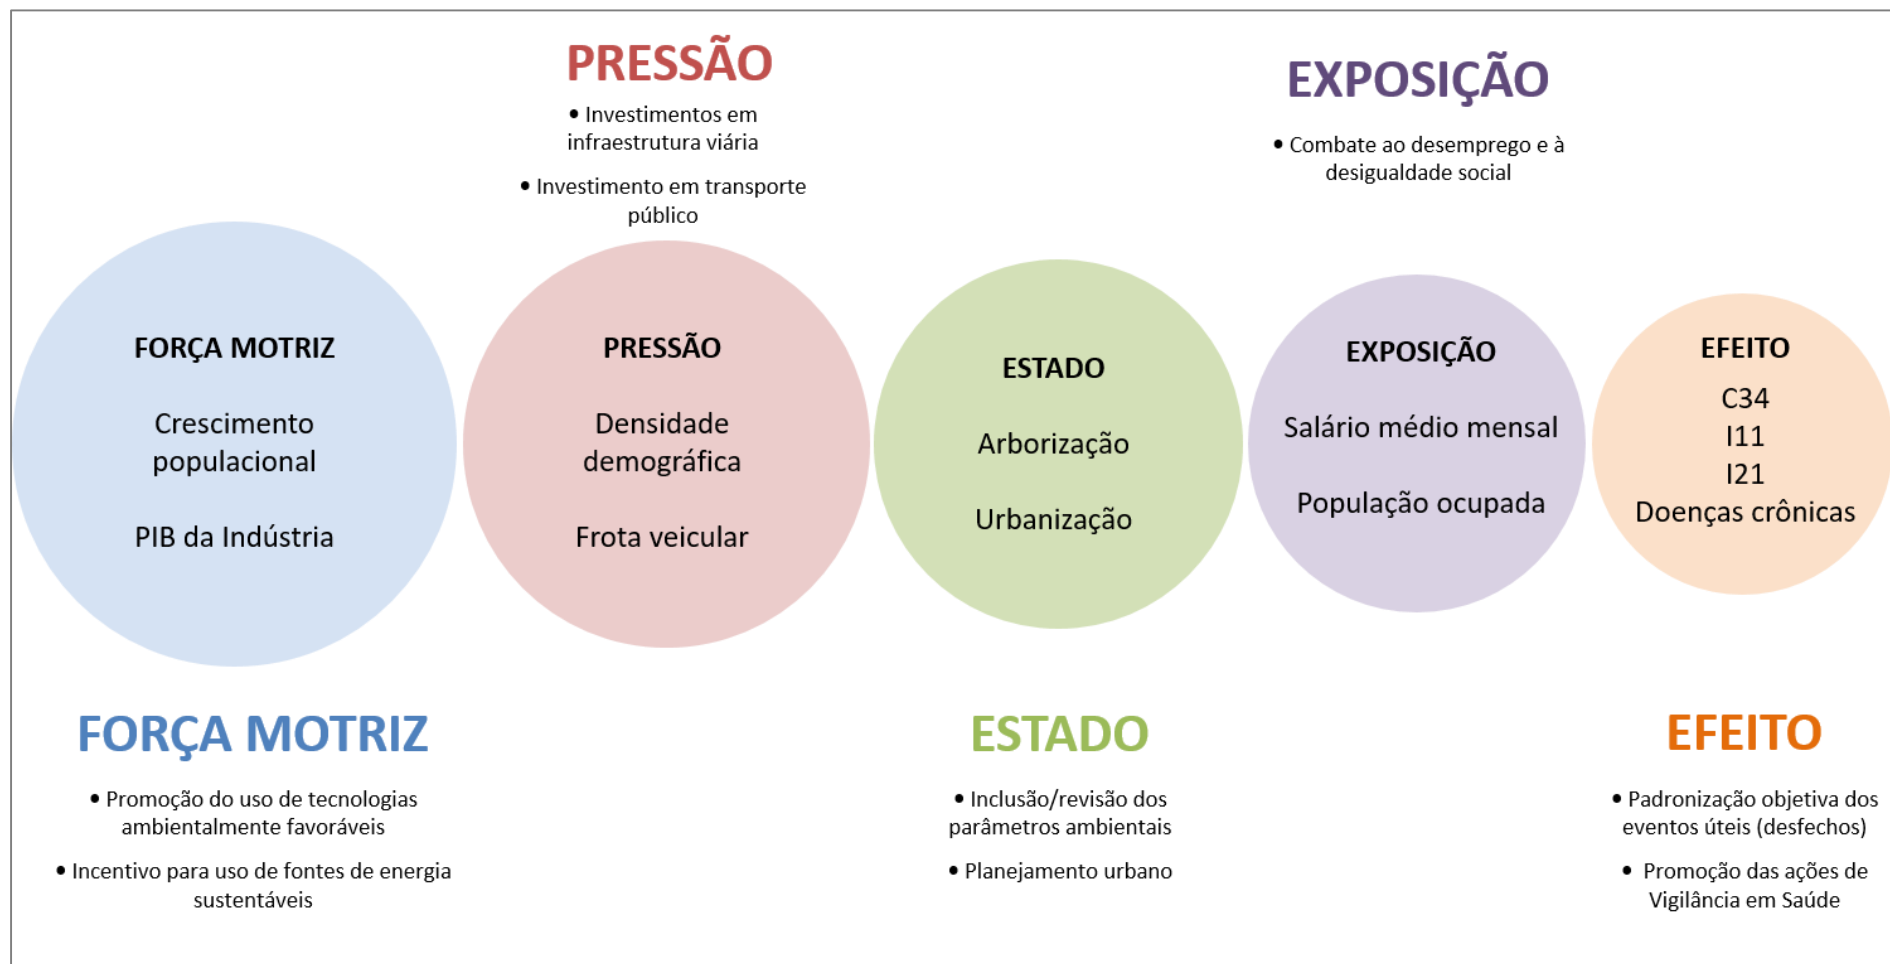 PRESSÃO
• Investimentos em
infraestrutura viária
• Investimento em transporte
público
EXPOSIÇÃO
• Combate ao desemprego e à
desigualdade social
FORÇA MOTRIZ
Crescimento
populacional
PIB da Indústria
PRESSÃO
Densidade
demográfica
Frota veicular
ESTADO
Arborização
Urbanização
EXPOSIÇÃO
Salário médio mensal
População ocupada
EFEITO
C34
I11
I21
Doenças crônicas
FORÇA MOTRIZ
• Promoção do uso de tecnologias
ambientalmente favoráveis
• Incentivo para uso de fontes de energia
sustentáveis
ESTADO
• Inclusão/revisão dos
parâmetros ambientais
• Planejamento urbano
EFEITO
• Padronização objetiva dos
eventos úteis (desfechos)
• Promoção das ações de
Vigilância em Saúde